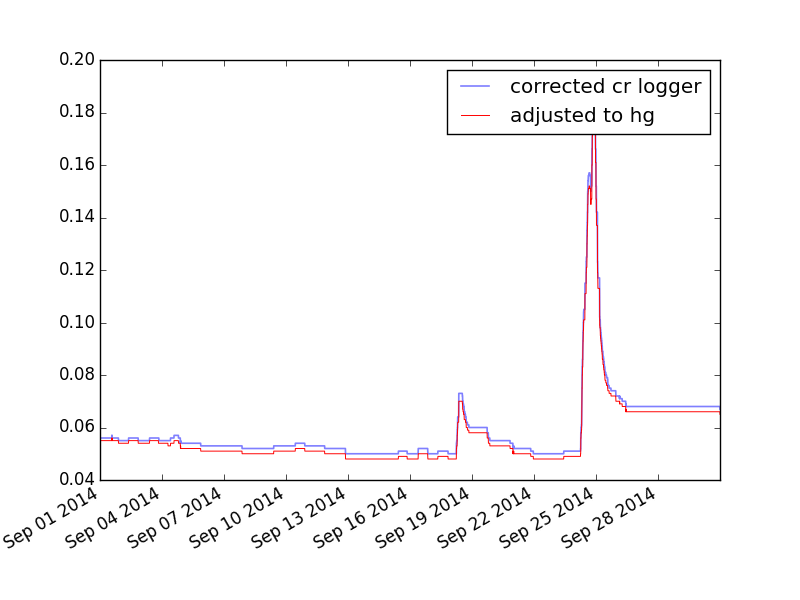 0.20
corrected cr logger
adjusted to hg
0.18
0.16
0.14
0.12
0.10
0.08
0.06
0.04
Sep 01 2014
Sep 04 2014
Sep 07 2014
Sep 10 2014
Sep 13 2014
Sep 16 2014
Sep 19 2014
Sep 22 2014
Sep 25 2014
Sep 28 2014